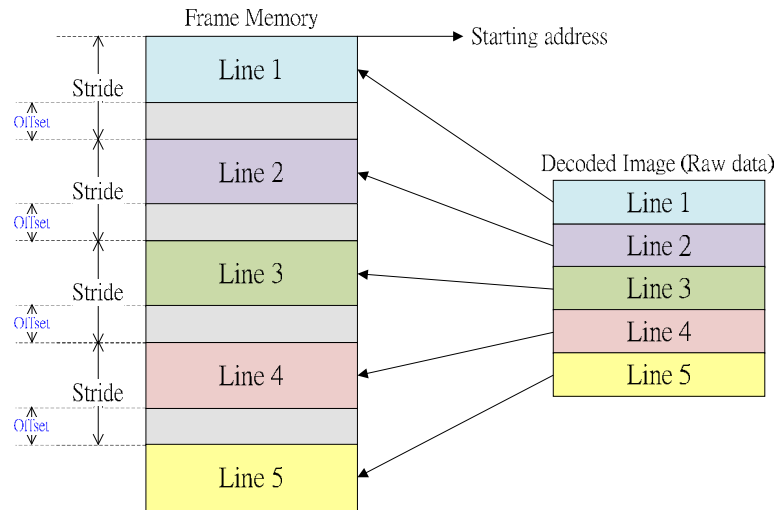 Frame Memory
Starting address
Line 1
Stride
Offset
Line 2
Stride
Offset
Line 3
Stride
Offset
Line 4
Stride
Offset
Line 5
Decoded Image (Raw data)
Line 1
Line 2
Line 3
Line 4
Line 5